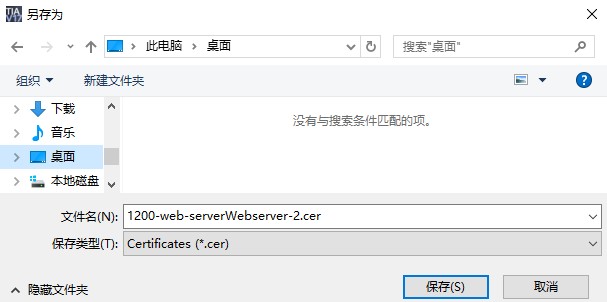 另存为
此电脑 > 桌面
搜索"桌面"
组织 新建文件夹
下载
音乐
桌面
本地磁盘
没有与搜索条件匹配的项。
文件名(N): 1200-web-serverWebserver-2.cer
保存类型(T): Certificates (*.cer)
隐藏文件夹 保存(S) 取消